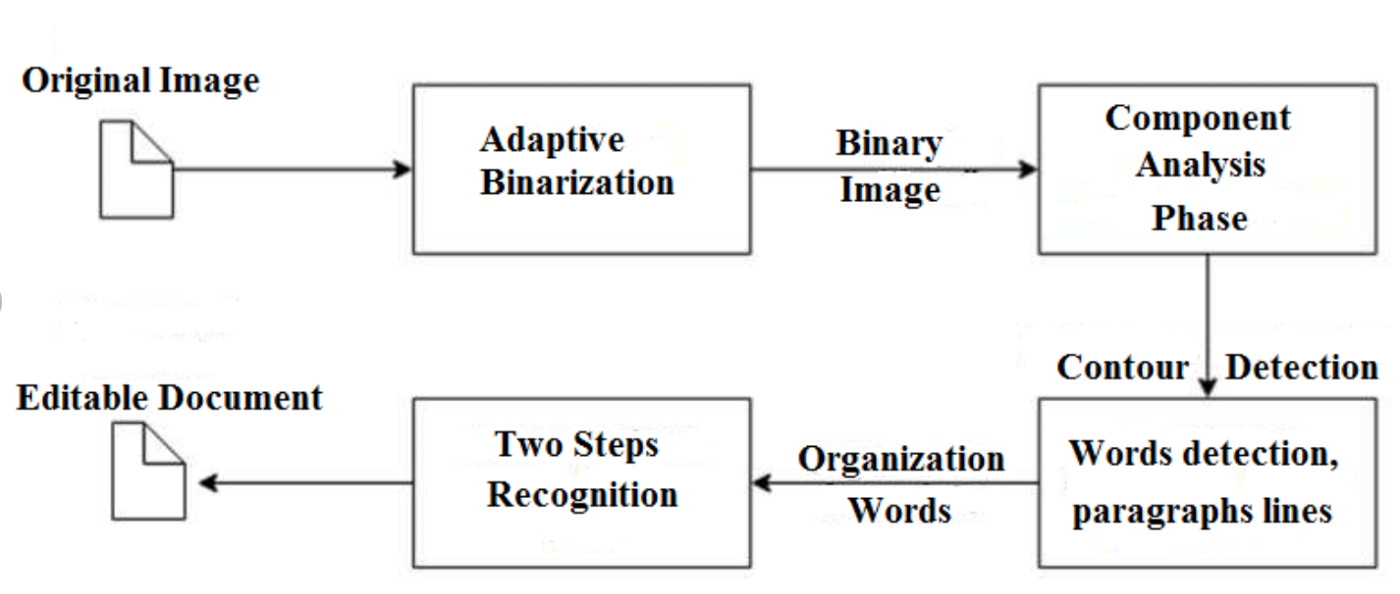 Original Image
Adaptive
Binarization
Binary
Image
Component
Analysis
Phase
Contour Detection
Words detection,
paragraphs lines
Organization
Words
Two Steps
Recognition
Editable Document